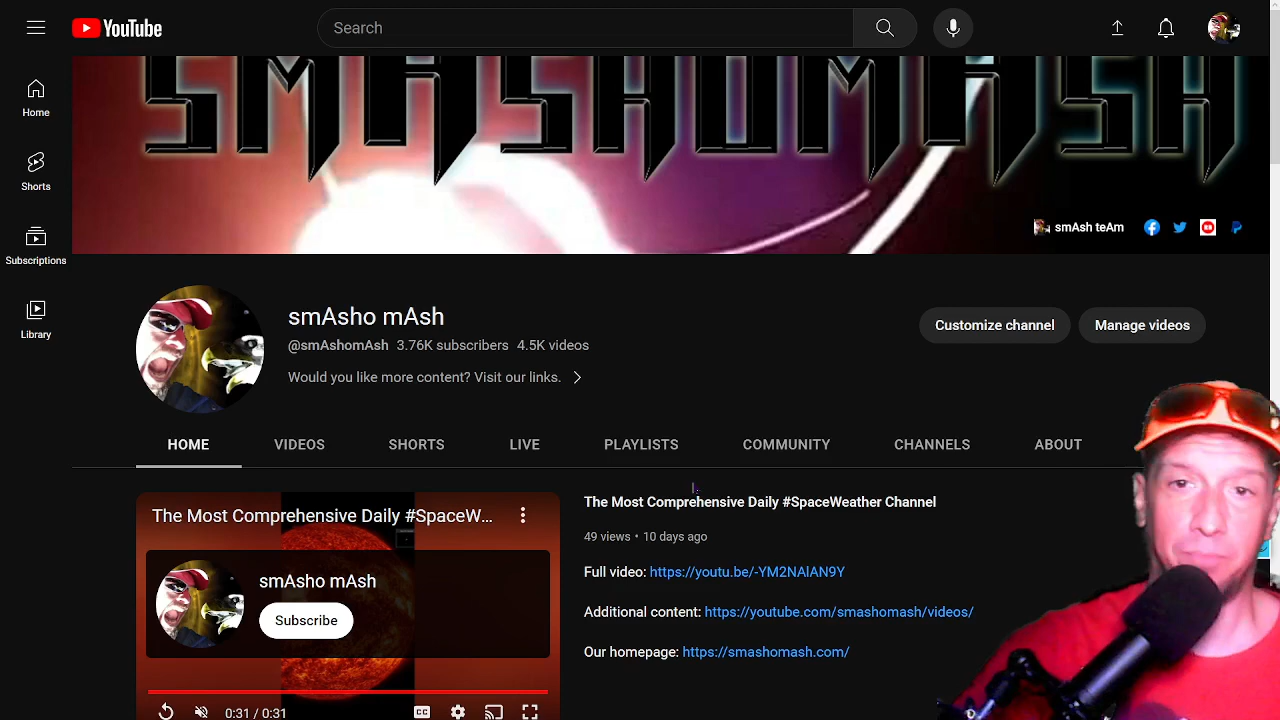 YouTube
Search
Home
SMASHOMASH
Shorts
smAsh teAm
Subscriptions
Library
smAsho mAsh
@smAshomAsh 3.76K subscribers 4.5K videos
Would you like more content? Visit our links.
Customize channel
Manage videos
HOME VIDEOS SHORTS LIVE PLAYLISTS COMMUNITY CHANNELS ABOUT
The Most Comprehensive Daily #SpaceW...
smAsho mAsh
Subscribe
0:31 / 0:31
CC
The Most Comprehensive Daily #SpaceWeather Channel
49 views • 10 days ago
Full video: https://youtu.be/-YM2NAlAN9Y
Additional content: https://youtube.com/smashomash/videos/
Our homepage: https://smashomash.com/